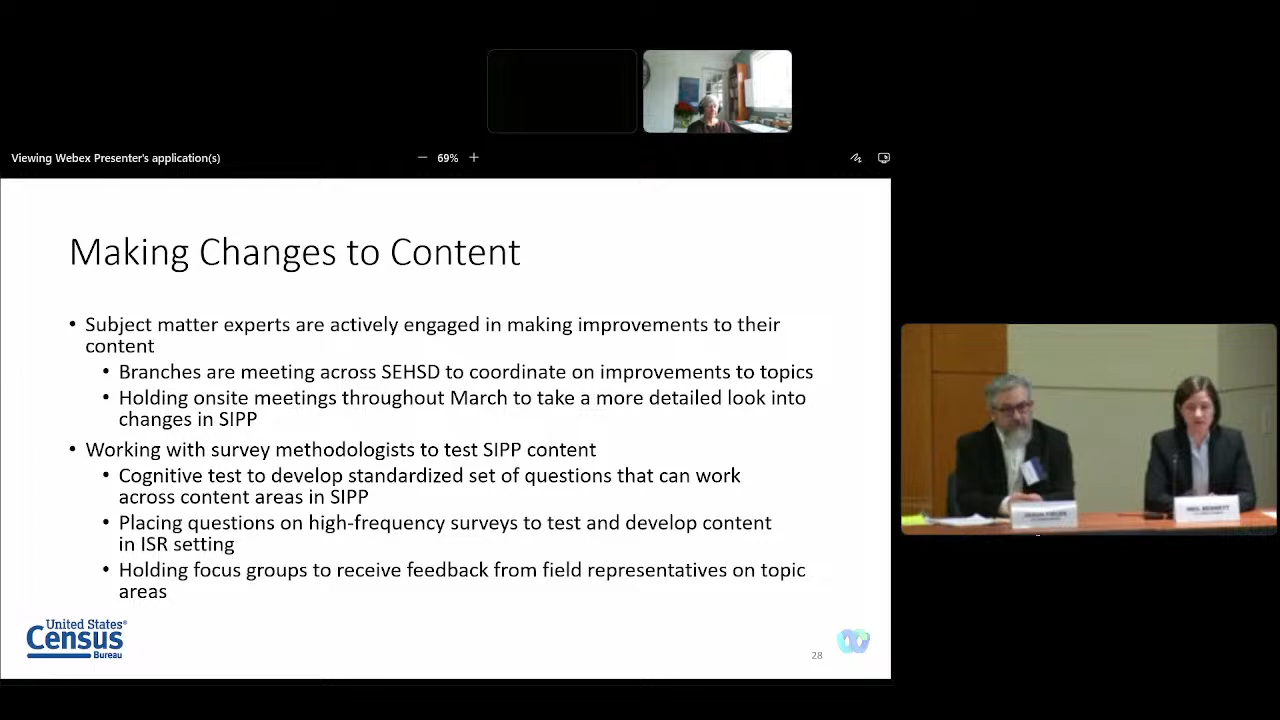 Viewing Webex Presenter's application(s)
69%
Making Changes to Content
• Subject matter experts are actively engaged in making improvements to their
content
• Branches are meeting across SEHSD to coordinate on improvements to topics
• Holding onsite meetings throughout March to take a more detailed look into
changes in SIPP
• Working with survey methodologists to test SIPP content
• Cognitive test to develop standardized set of questions that can work
across content areas in SIPP
• Placing questions on high-frequency surveys to test and develop content
in ISR setting
• Holding focus groups to receive feedback from field representatives on topic
areas
United States®
Census
Bureau
28